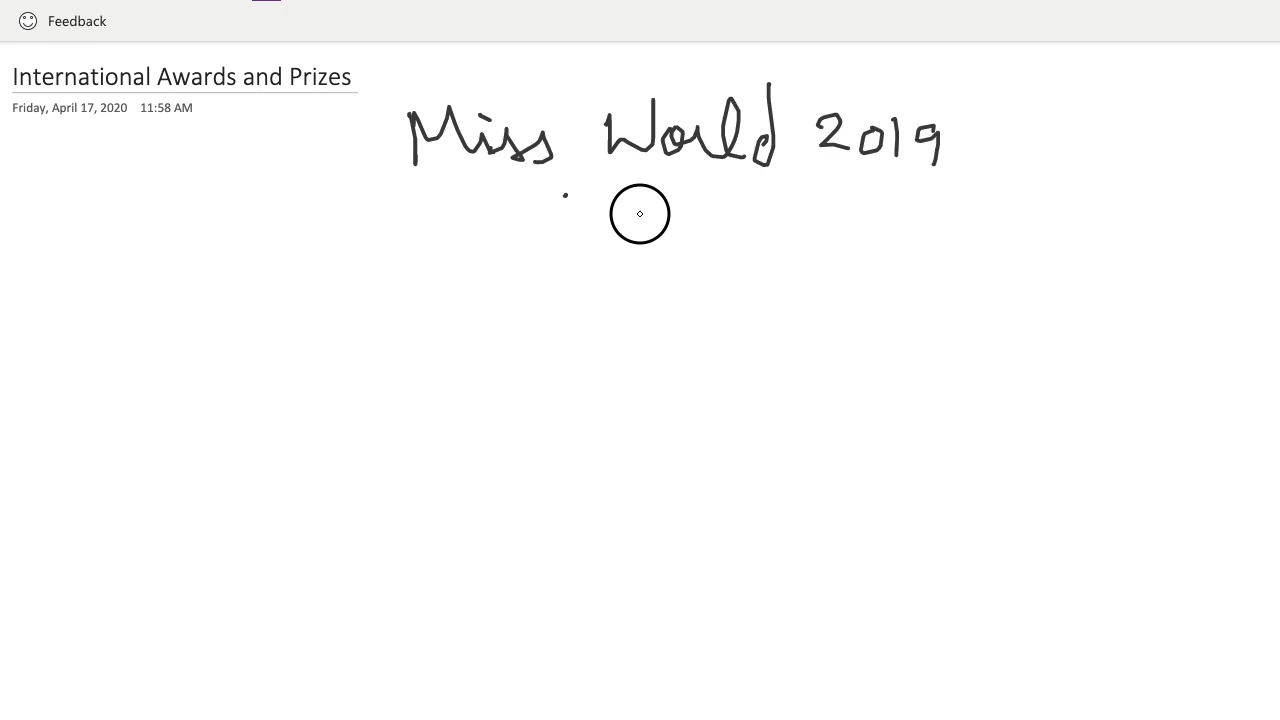 Feedback
International Awards and Prizes
Friday, April 17, 2020 11:58 AM
Miss World 2019